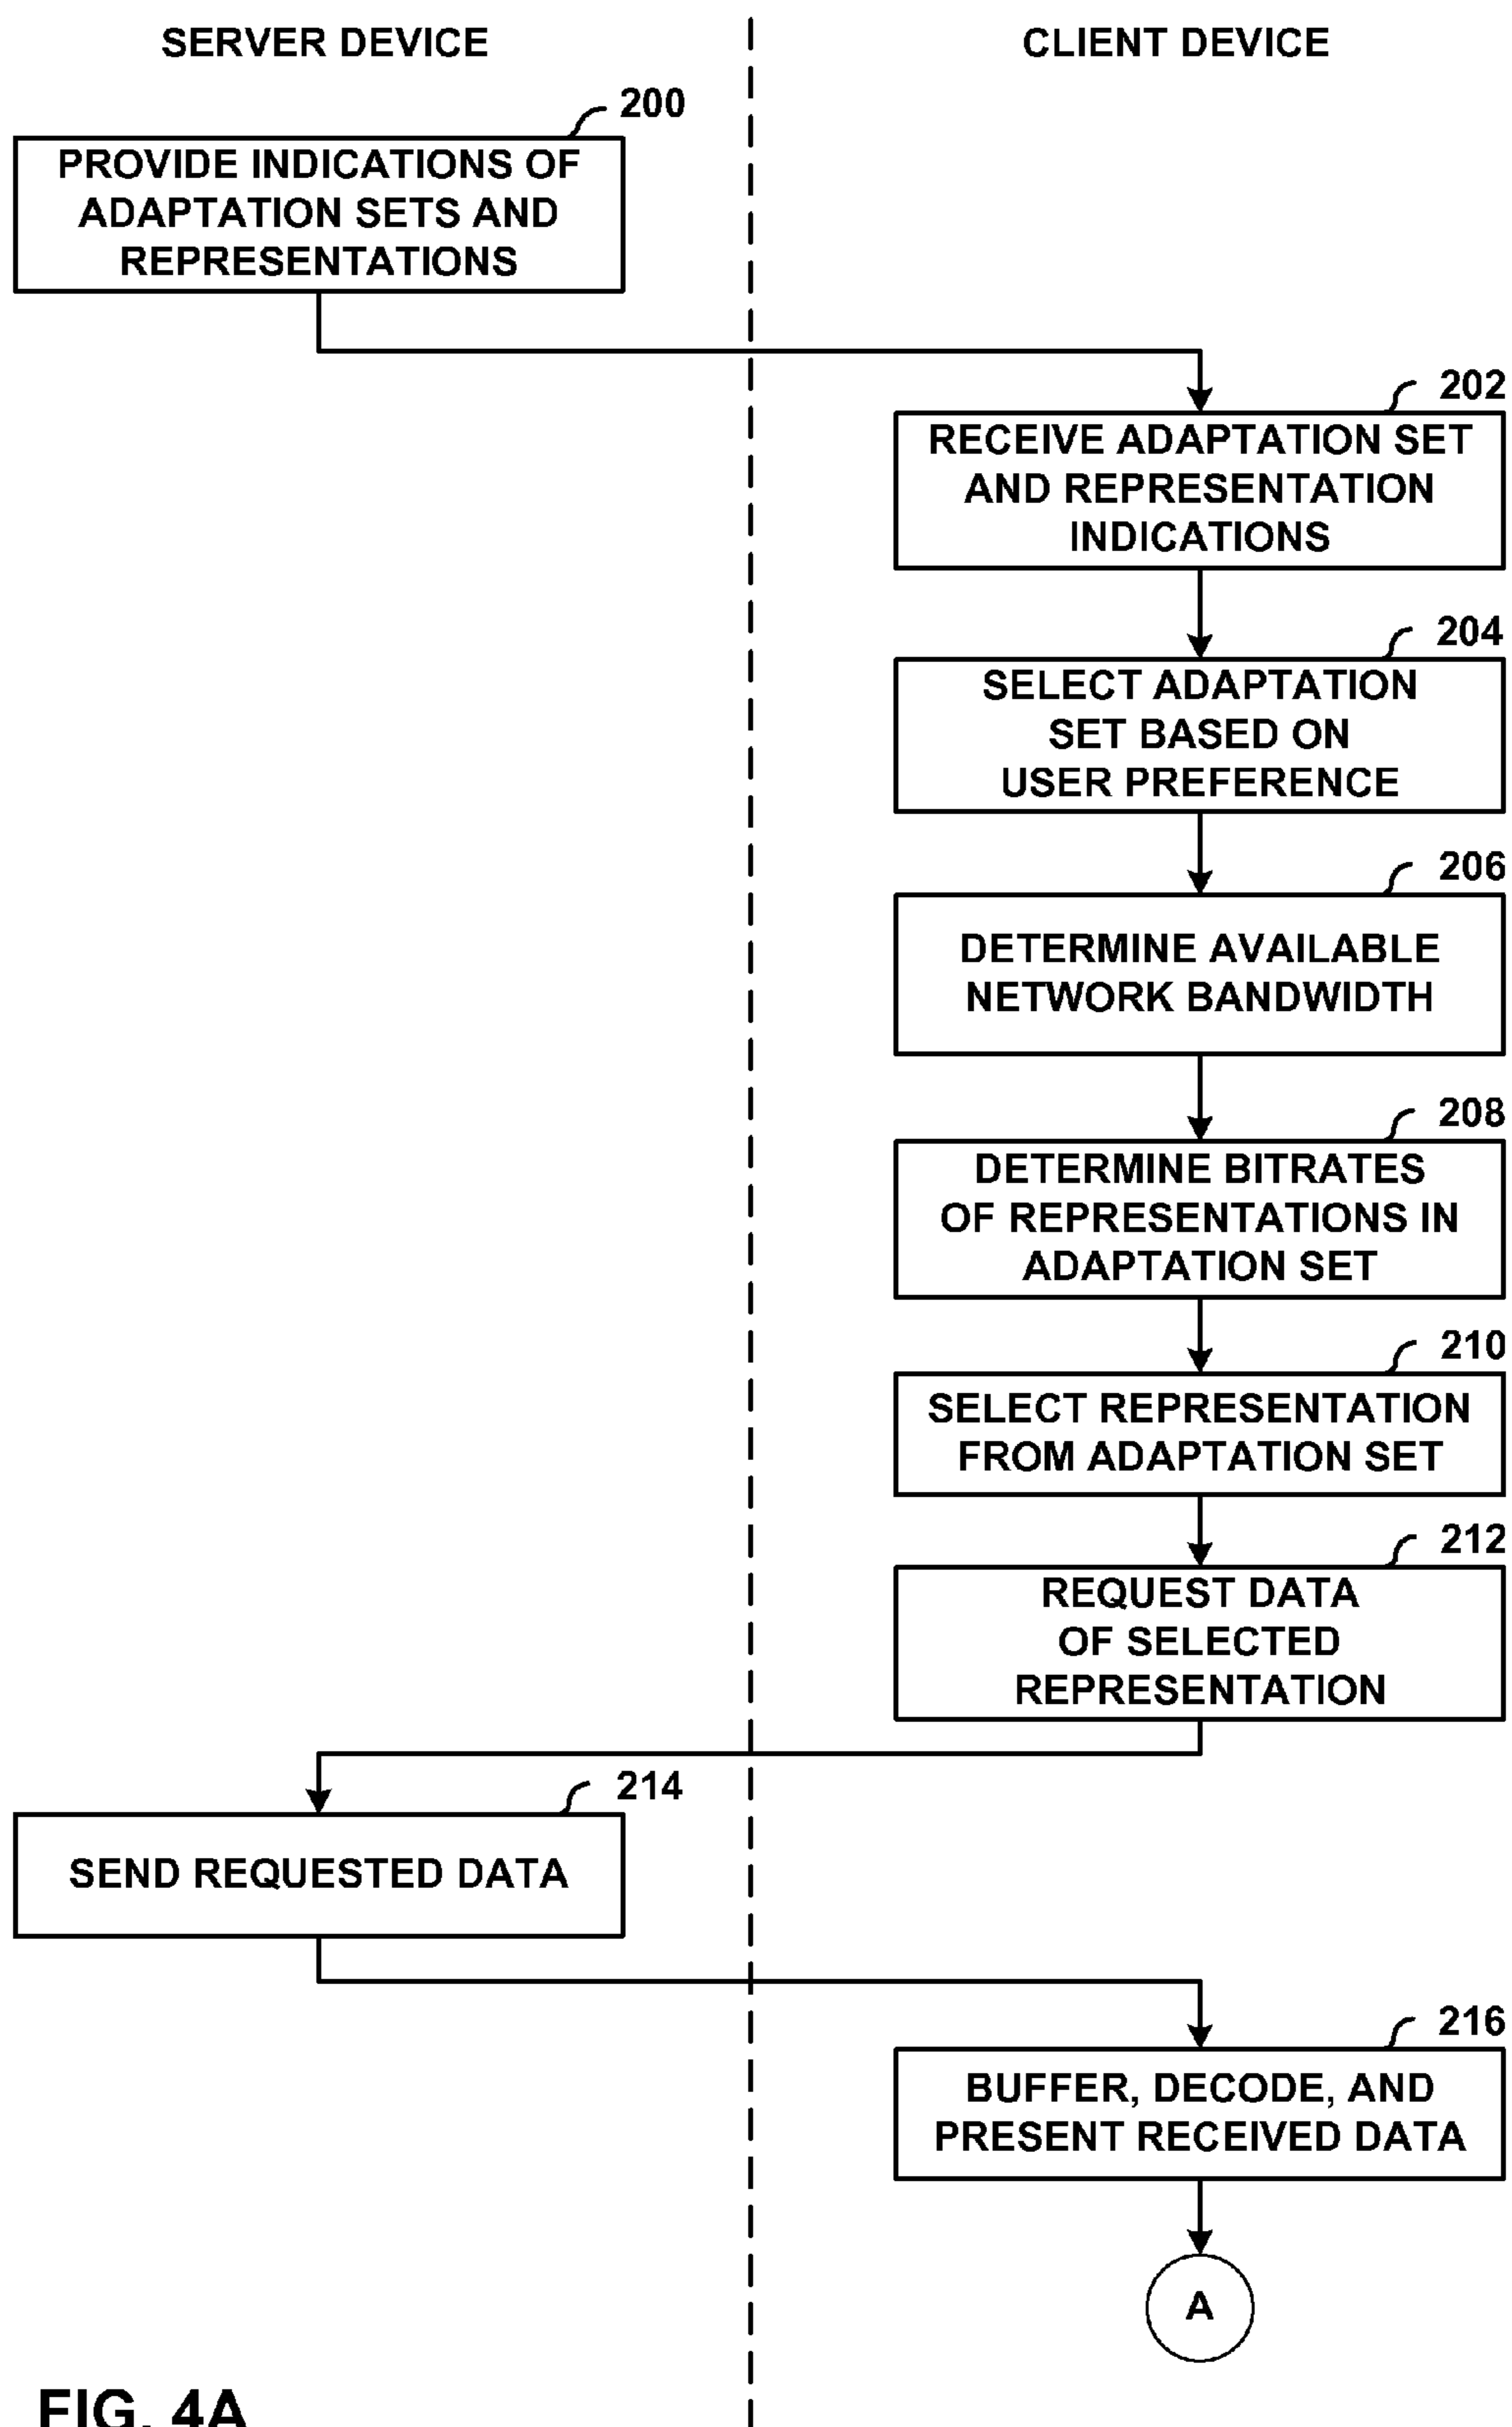 SERVER DEVICE
CLIENT DEVICE
200
PROVIDE INDICATIONS OF
ADAPTATION SETS AND
REPRESENTATIONS
202
RECEIVE ADAPTATION SET
AND REPRESENTATION
INDICATIONS
204
SELECT ADAPTATION
SET BASED ON
USER PREFERENCE
206
DETERMINE AVAILABLE
NETWORK BANDWIDTH
208
DETERMINE BITRATES
OF REPRESENTATIONS IN
ADAPTATION SET
210
SELECT REPRESENTATION
FROM ADAPTATION SET
212
REQUEST DATA
OF SELECTED
REPRESENTATION
214
SEND REQUESTED DATA
216
BUFFER, DECODE, AND
PRESENT RECEIVED DATA
A
FIG. 4A